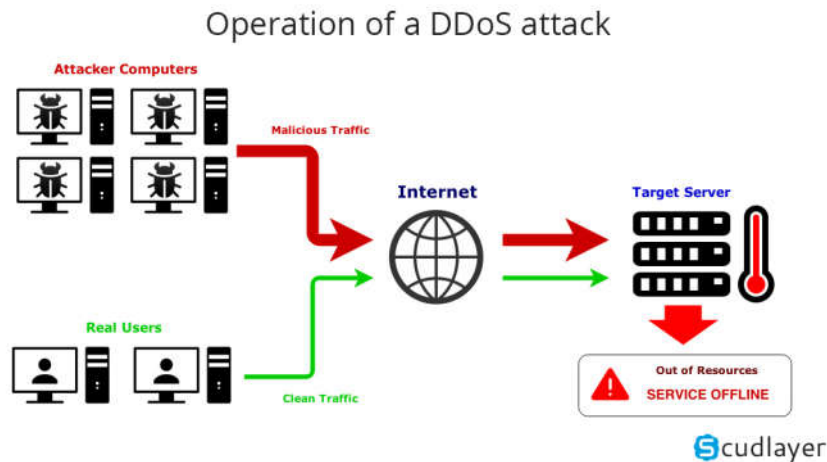 Operation of a DDoS attack
Attacker Computers
Malicious Traffic
Internet
Target Server
Real Users
Clean Traffic
Out of Resources
SERVICE OFFLINE
Scudlayer